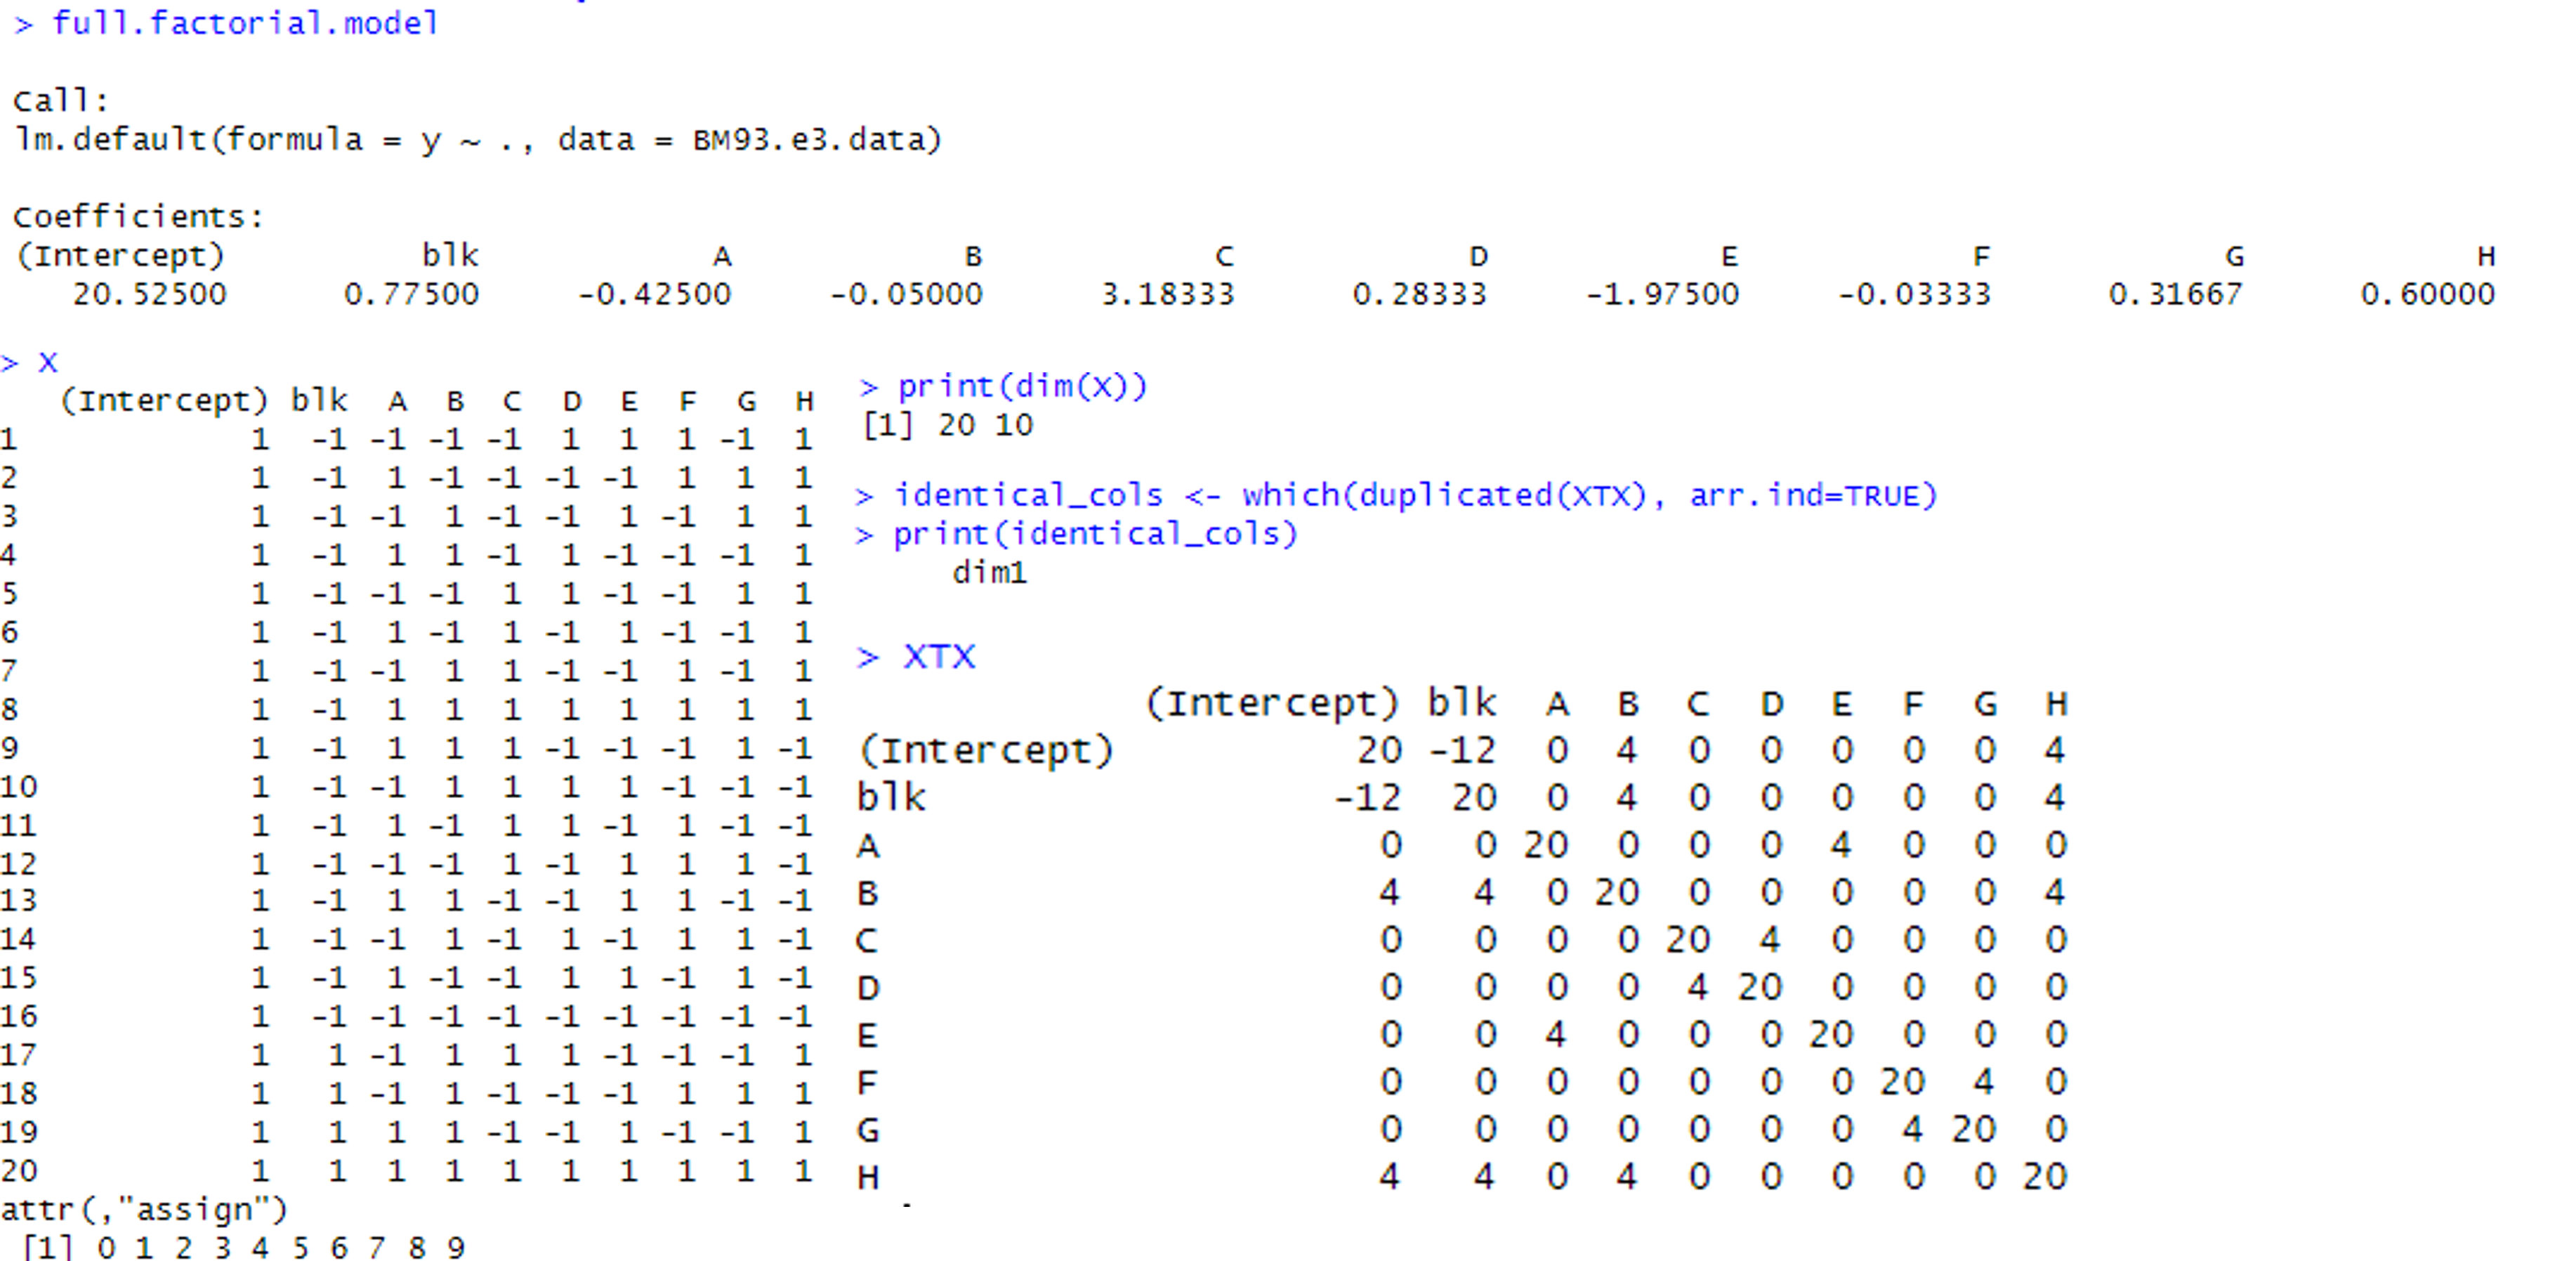 > full.factorial.model
Call:
lm.default(formula = y ~ ., data = BM93.e3.data)
Coefficients:
(Intercept) blk A B C D E F G H
20.52500 0.77500 -0.42500 -0.05000 3.18333 0.28333 -1.97500 -0.03333 0.31667 0.60000
> X
(Intercept) blk A B C D E F G H
1 1 -1 -1 -1 -1 1 1 1 -1 1
2 1 -1 1 -1 -1 -1 -1 1 1 1
3 1 -1 -1 1 -1 -1 1 -1 1 1
4 1 -1 1 1 -1 1 -1 -1 -1 1
5 1 -1 -1 -1 1 1 -1 -1 1 1
6 1 -1 1 -1 1 -1 1 -1 -1 1
7 1 -1 -1 1 1 -1 -1 1 -1 1
8 1 -1 1 1 1 1 1 1 1 1
9 1 -1 1 1 1 -1 -1 -1 1 -1
10 1 -1 -1 1 1 1 1 -1 -1 -1
11 1 -1 1 -1 1 1 -1 1 -1 -1
12 1 -1 -1 -1 1 -1 1 1 1 -1
13 1 -1 1 1 -1 -1 1 1 -1 -1
14 1 -1 -1 1 -1 1 -1 1 1 -1
15 1 -1 1 -1 -1 1 1 -1 1 -1
16 1 -1 -1 -1 -1 -1 -1 -1 -1 -1
17 1 1 -1 1 1 1 -1 -1 -1 1
18 1 1 -1 1 -1 -1 -1 1 1 1
19 1 1 1 1 -1 -1 1 -1 -1 1
20 1 1 1 1 1 1 1 1 1 1
attr(,"assign")
[1] 0 1 2 3 4 5 6 7 8 9
> print(dim(X))
[1] 20 10
> identical_cols <- which(duplicated(XTX), arr.ind=TRUE)
> print(identical_cols)
dim1
> XTX
(Intercept) blk A B C D E F G H
(Intercept) 20 -12 0 4 0 0 0 0 0 4
blk -12 20 0 4 0 0 0 0 0 4
A 0 0 20 0 0 0 4 0 0 0
B 4 4 0 20 0 0 0 0 0 4
C 0 0 0 0 20 4 0 0 0 0
D 0 0 0 0 4 20 0 0 0 0
E 0 0 4 0 0 0 20 0 0 0
F 0 0 0 0 0 0 0 20 4 0
G 0 0 0 0 0 0 0 4 20 0
H 4 4 0 4 0 0 0 0 0 20